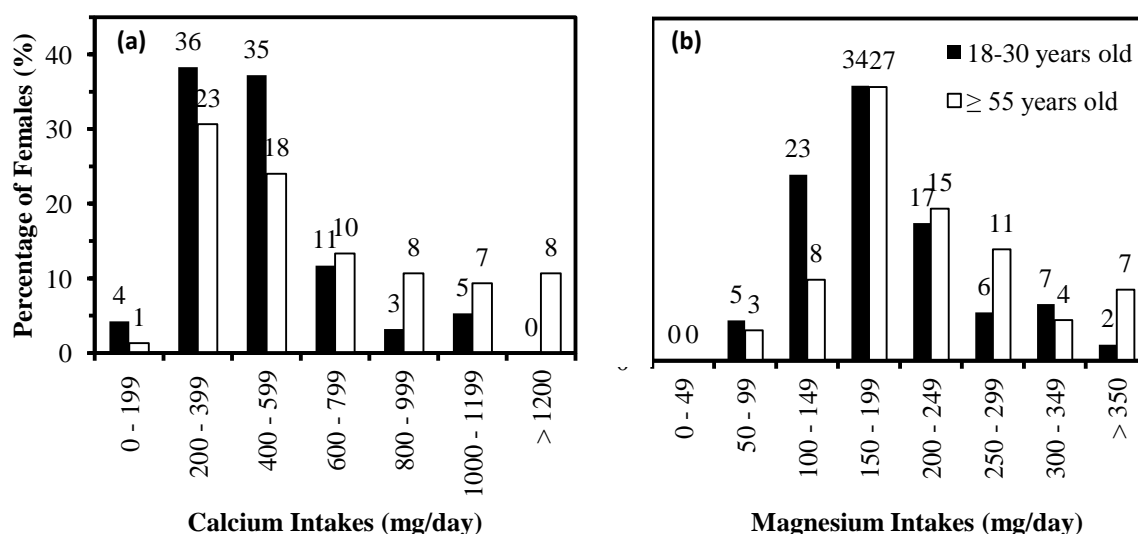 Percentage of Females (%)
(a)
40
30
20
10
0
4
1
36
23
35
18
11
10
3
8
5
7
0
8
0 - 199
200 - 399
400 - 599
600 - 799
800 - 999
1000 - 1199
> 1200
Calcium Intakes (mg/day)
(b)
18-30 years old
≥ 55 years old
0
0
5
3
23
8
34
27
17
15
6
11
7
4
2
7
0 - 49
50 - 99
100 - 149
150 - 199
200 - 249
250 - 299
300 - 349
> 350
Magnesium Intakes (mg/day)